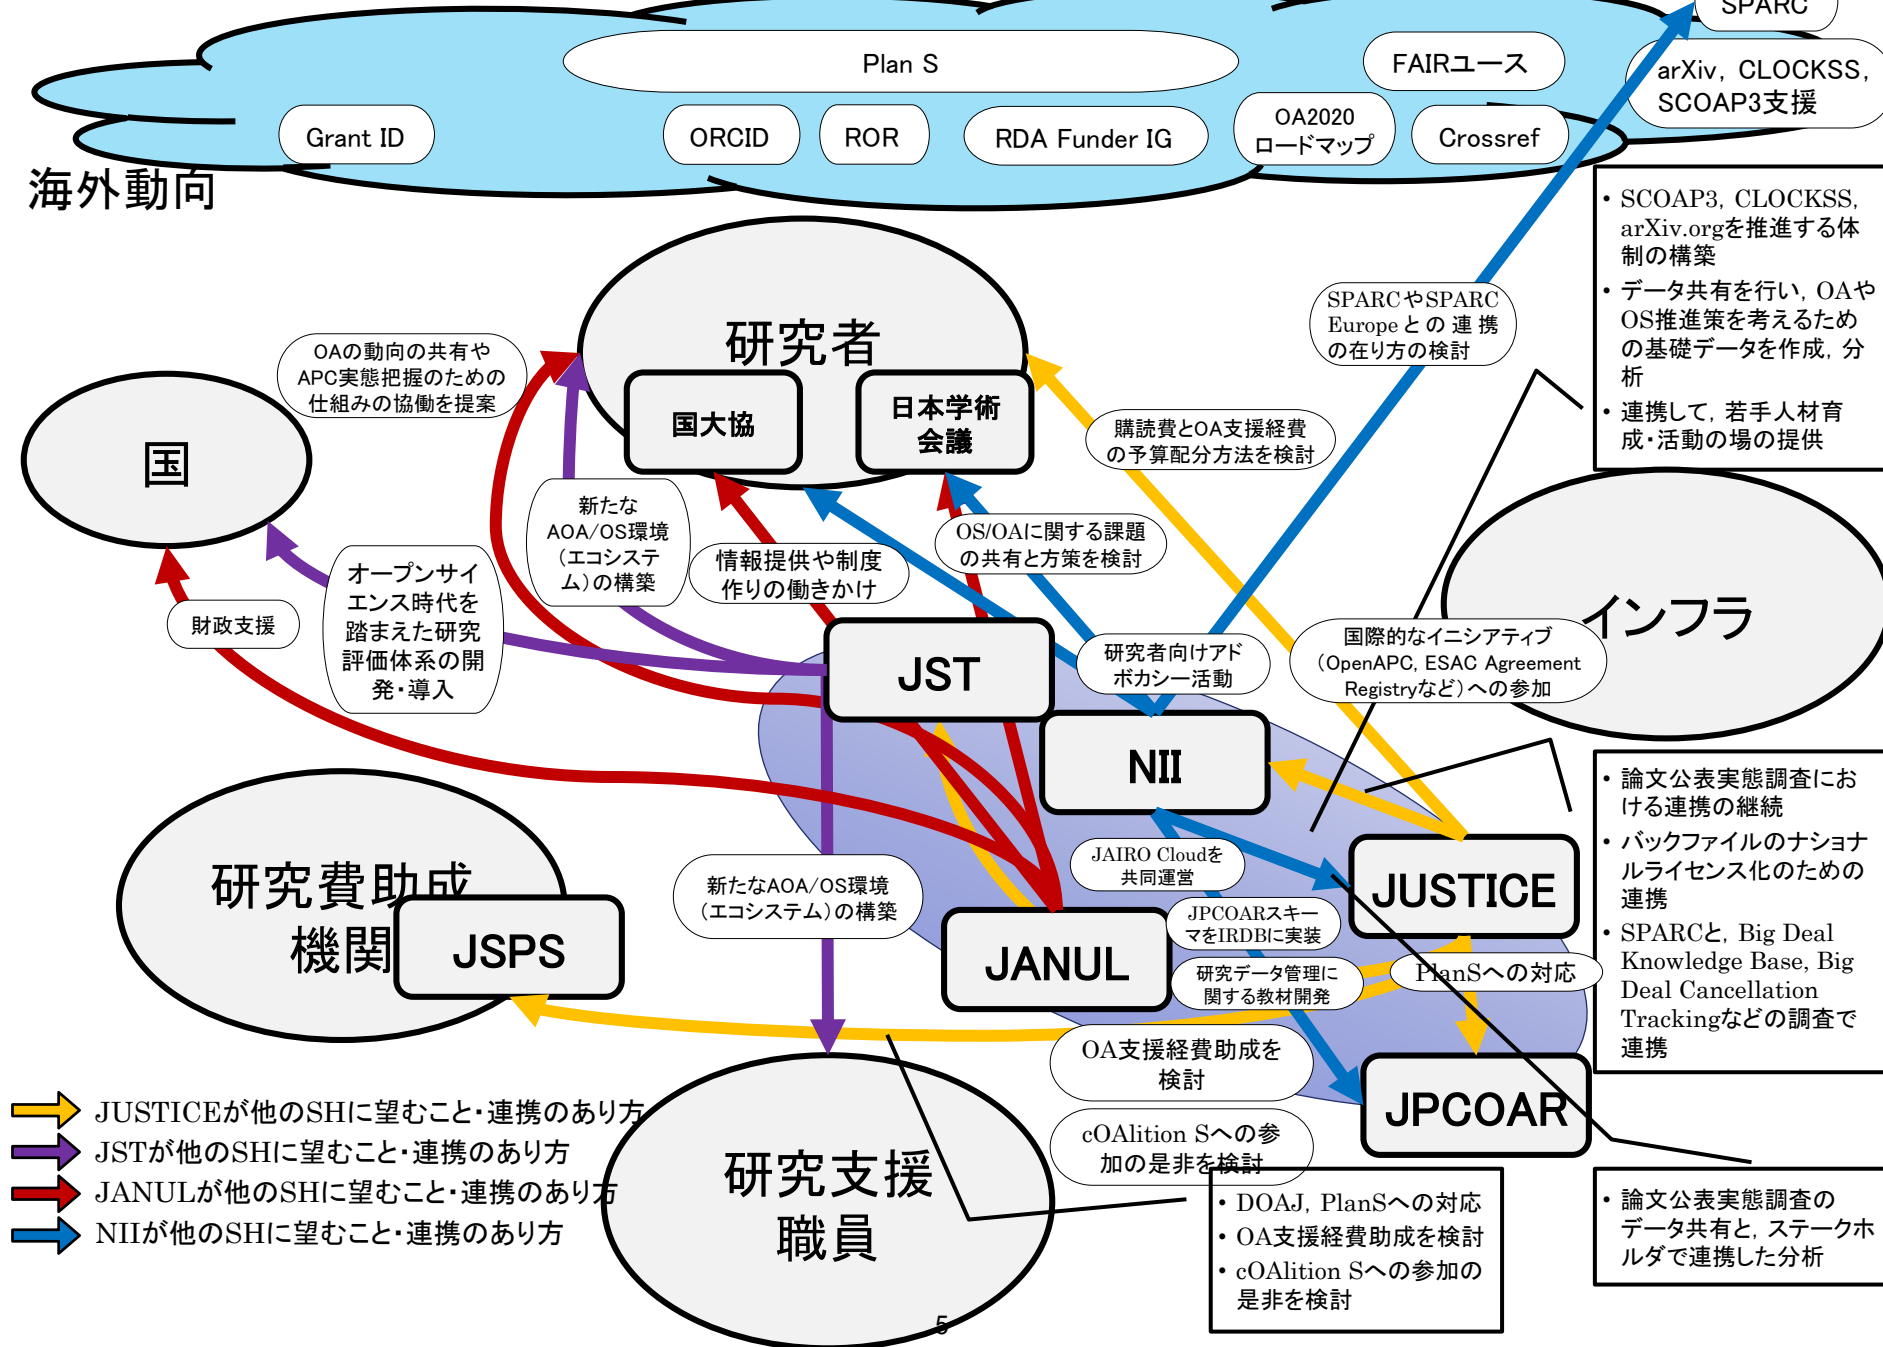 SPARC
Plan S
FAIRユース
arXiv, CLOCKSS,
SCOAP3支援
Grant ID
ORCID
ROR
RDA Funder IG
OA2020
ロードマップ
Crossref
海外動向
• SCOAP3, CLOCKSS,
arXiv.orgを推進する体
制の構築
• データ共有を行い, OAや
OS推進策を考えるため
の基礎データを作成, 分
析
• 連携して, 若手人材育
成・活動の場の提供
SPARCやSPARC
Europeとの連携
の在り方の検討
研究者
国大協
日本学術
会議
OAの動向の共有や
APC実態把握のための
仕組みの協働を提案
購読費とOA支援経費
の予算配分方法を検討
国
新たな
AOA/OS環境
(エコシステ
ム)の構築
情報提供や制度
作りの働きかけ
OS/OAに関する課題
の共有と方策を検討
オープンサイ
エンス時代を
踏まえた研究
評価体系の開
発・導入
財政支援
インフラ
JST
研究者向けアド
ボカシー活動
国際的なイニシアティブ
(OpenAPC, ESAC Agreement
Registryなど)への参加
NII
• 論文公表実態調査にお
ける連携の継続
• バックファイルのナショナ
ルライセンス化のための
連携
• SPARCと, Big Deal
Knowledge Base, Big
Deal Cancellation
Trackingなどの調査で
連携
JAIRO Cloudを
共同運営
JUSTICE
研究費助成
機関
JSPS
新たなAOA/OS環境
(エコシステム)の構築
JANUL
JPCOARスキー
マをIRDBに実装
研究データ管理に
関する教材開発
PlanSへの対応
OA支援経費助成を
検討
JPCOAR
cOAlition Sへの参
加の是非を検討
JUSTICEが他のSHに望むこと・連携のあり方
JSTが他のSHに望むこと・連携のあり方
JANULが他のSHに望むこと・連携のあり方
NIIが他のSHに望むこと・連携のあり方
研究支援
職員
• DOAJ, PlanSへの対応
• OA支援経費助成を検討
• cOAlition Sへの参加の
是非を検討
• 論文公表実態調査の
データ共有と, ステークホ
ルダで連携した分析
5